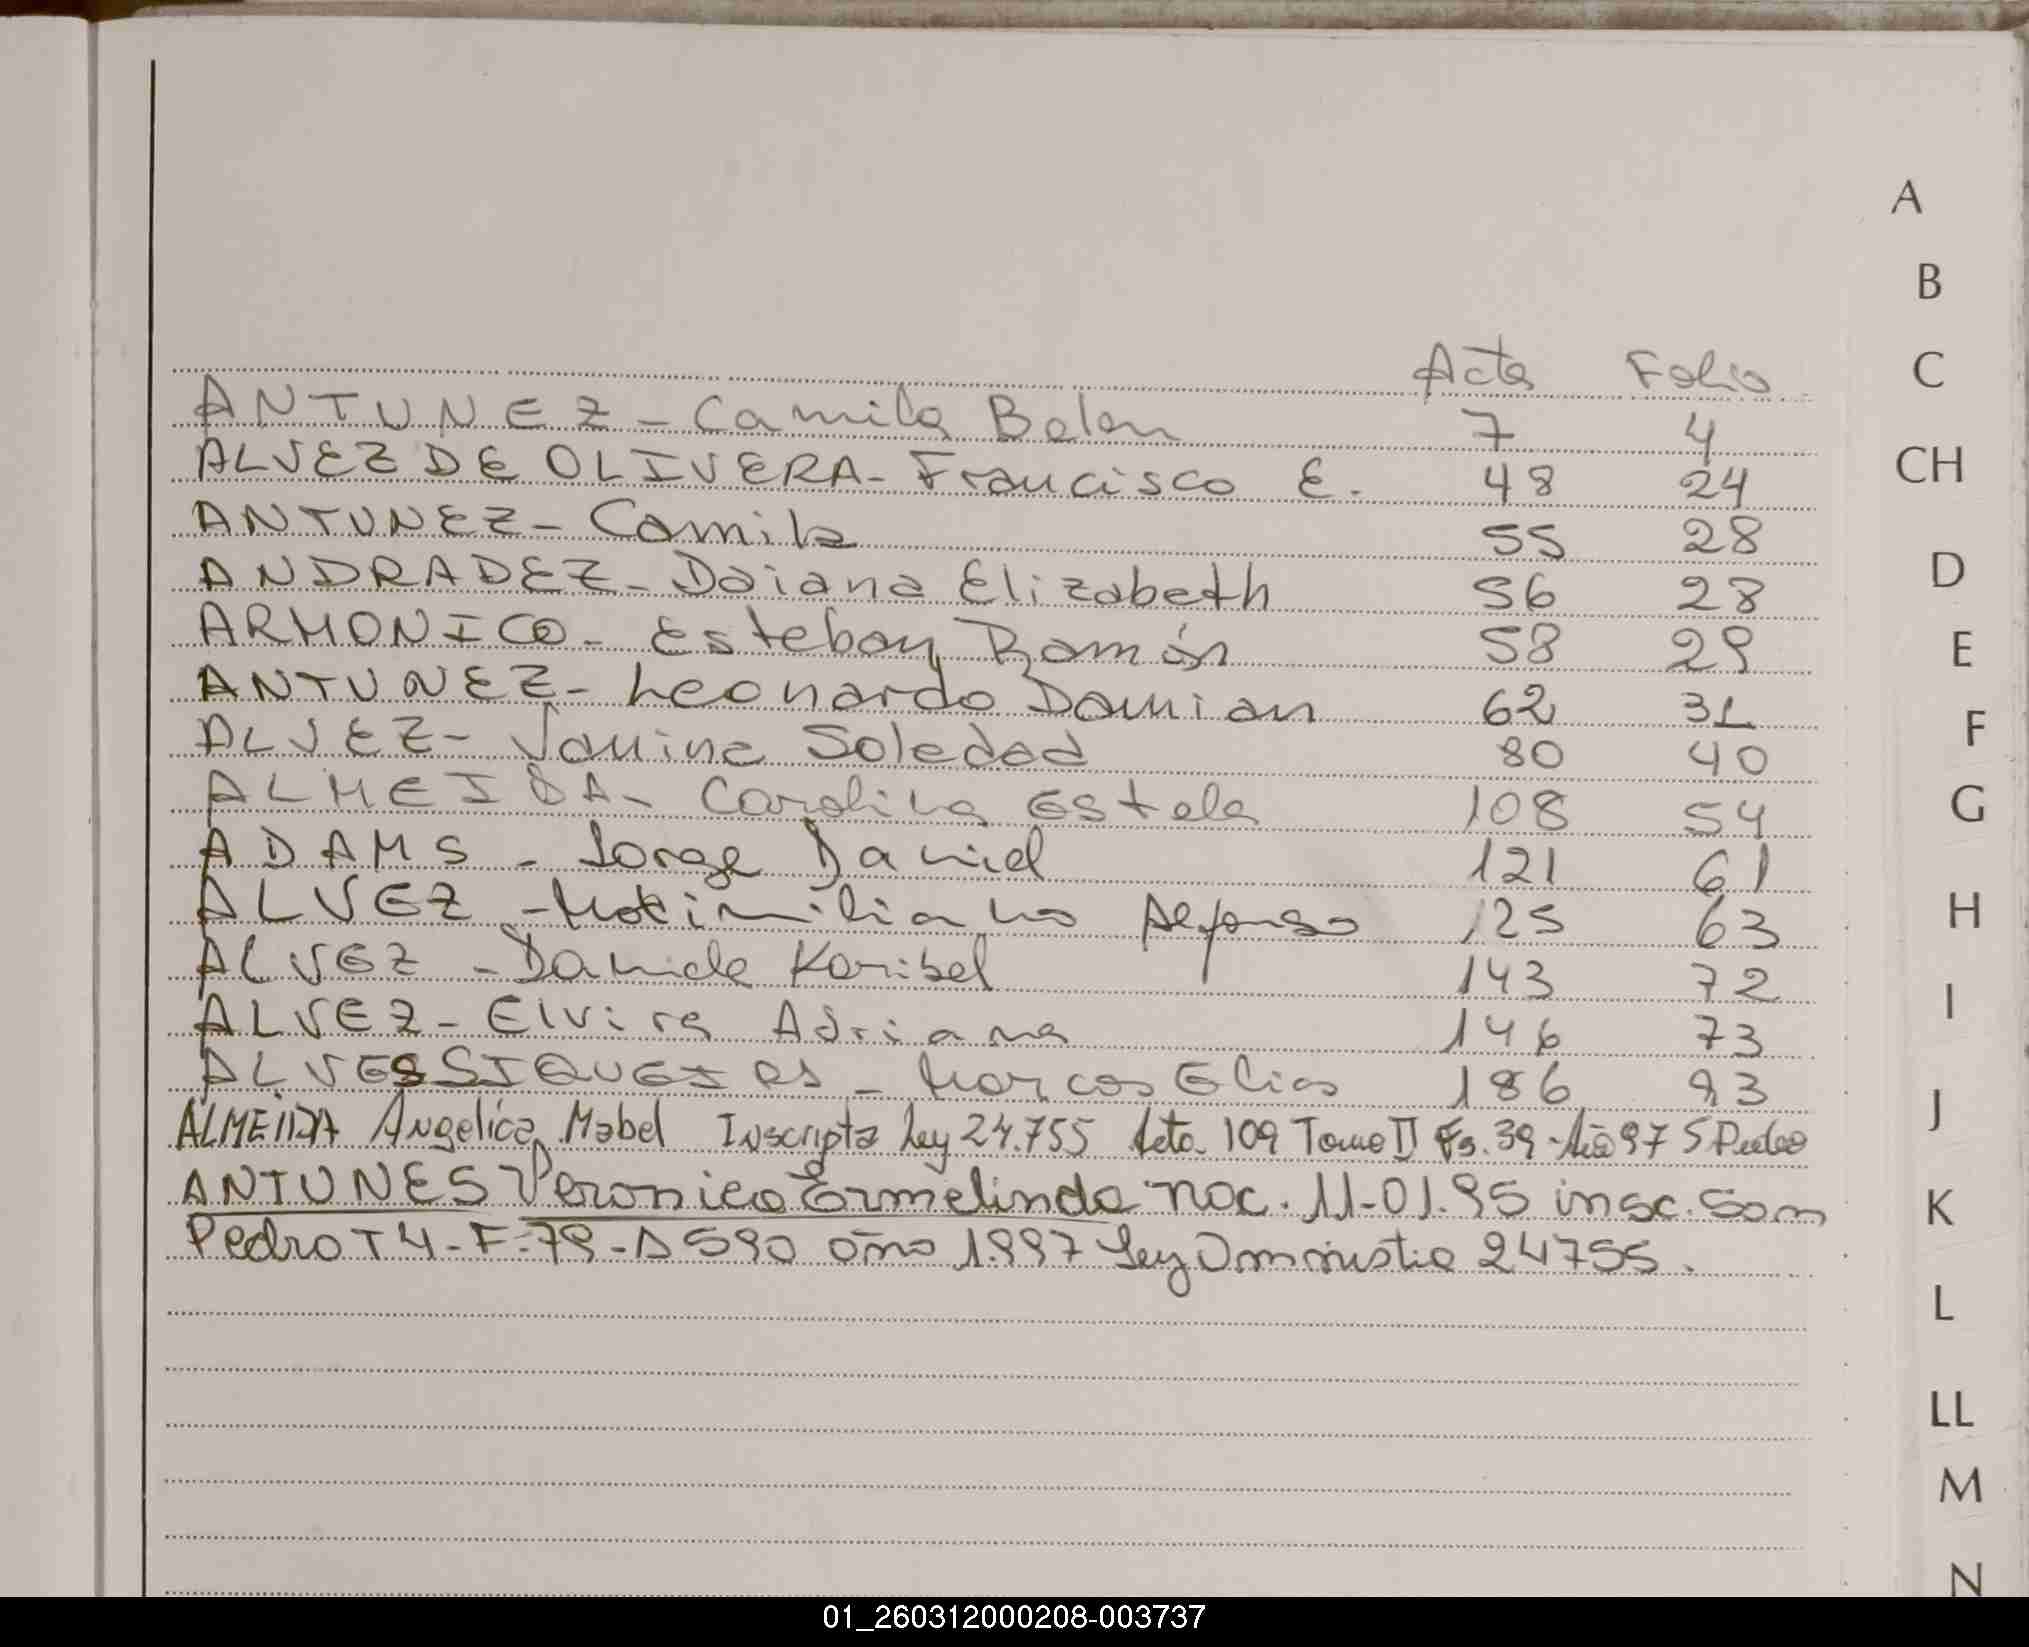 Acta Folio
ANTUNEZ - Camila Belen 7 4
ALVEZ DE OLIVERA - Francisco E. 48 24
ANTUNEZ - Camila 55 28
ANDRADEZ - Daiana Elizabeth 56 28
ARMONICO - Esteban Ramón 58 29
ANTUNEZ - Leonardo Damian 62 31
ALVEZ - Janina Soledad 80 40
ALMEIDA - Carolina Estela 108 54
ADAMS - Jorge Daniel 121 61
ALVEZ - Maximiliano Alfonso 125 63
ALVEZ - Daniela Karibel 143 72
ALVEZ - Elvira Adriana 146 73
ALVES SIQUEIRA - Marcos Elias 186 93
ALMEIDA Angelica Mabel Inscripta Ley 24.755 Acta 109 Tomo II Fs. 39 - Año 97 S Pedro
ANTUNES Veronica Ermelinda nac. 11-01.95 insc. San
Pedro T 4 - F. 79 - A 590 año 1997 Ley Amnistia 24755.
A
B
C
CH
D
E
F
G
H
I
J
K
L
LL
M
N
01_260312000208-003737